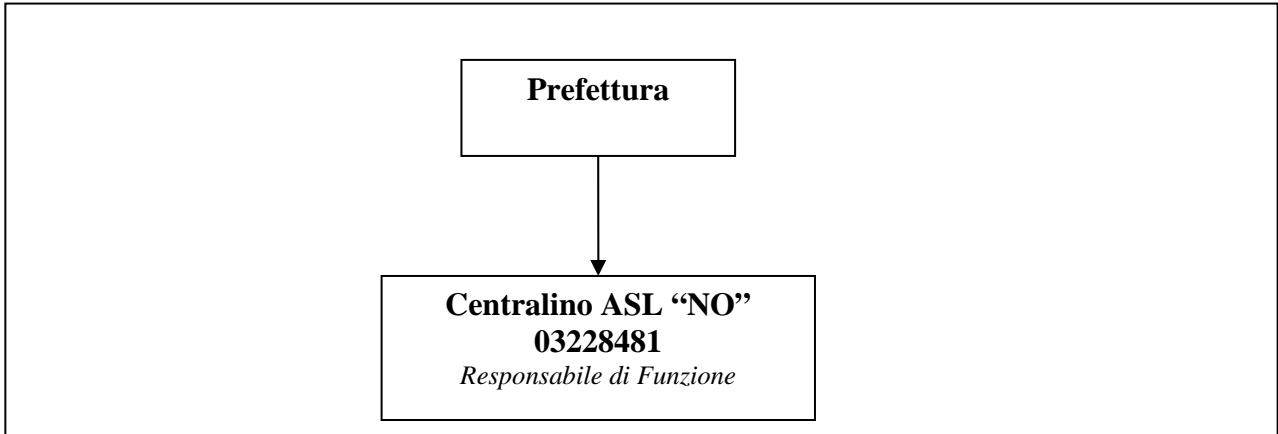 Prefettura
Centralino ASL “NO”
03228481
Responsabile di Funzione